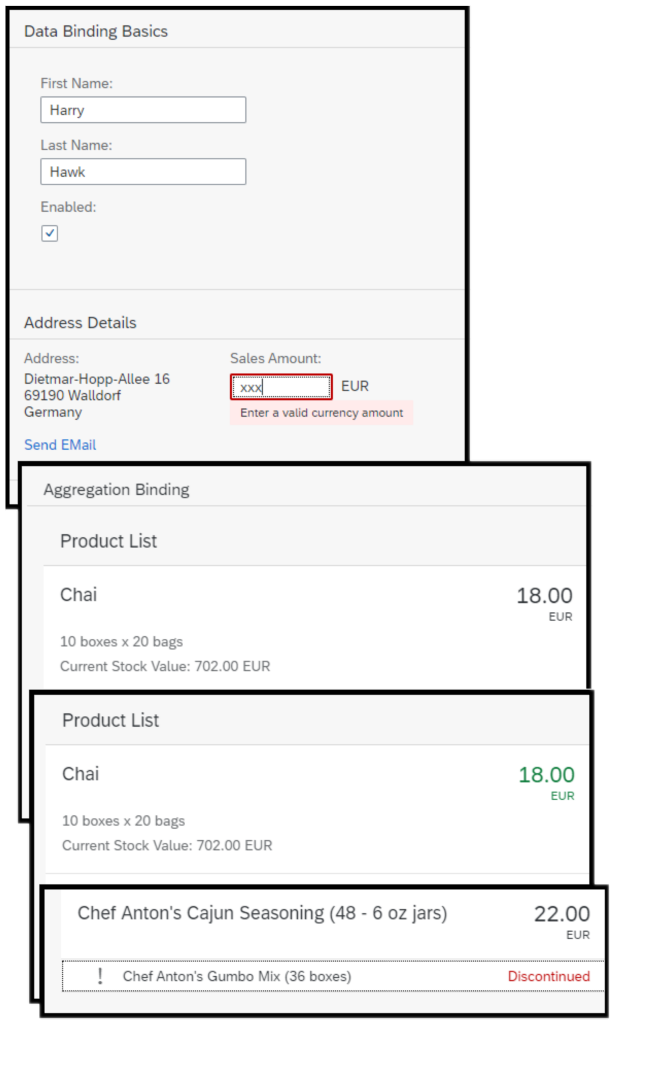 Data Binding Basics
First Name:
Harry
Last Name:
Hawk
Enabled:
Address Details
Address:
Dietmar-Hopp-Allee 16
69190 Walldorf
Germany
Send EMail
Sales Amount:
xxx EUR
Enter a valid currency amount
Aggregation Binding
Product List
Chai 18.00
EUR
10 boxes x 20 bags
Current Stock Value: 702.00 EUR
Product List
Chai 18.00
EUR
10 boxes x 20 bags
Current Stock Value: 702.00 EUR
Chef Anton's Cajun Seasoning (48 - 6 oz jars) 22.00
EUR
! Chef Anton's Gumbo Mix (36 boxes) Discontinued